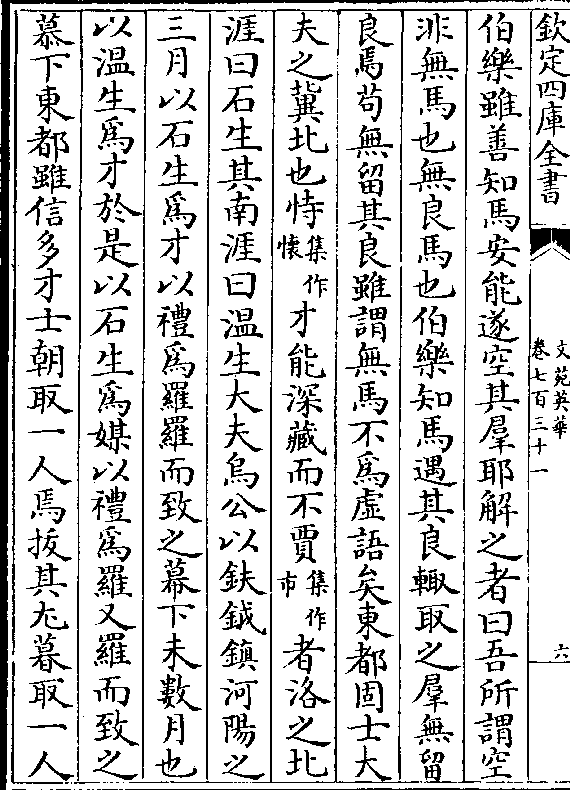 欽定四庫全書
文苑英華
卷七百三十一
六
伯樂雖善知馬安能遂空其羣耶解之者曰吾所謂空
非無馬也無良馬也伯樂知馬遇其良輙取之羣無留
良焉苟無留其良雖謂無馬不為虛語矣東都固士大
夫之冀北也恃集作懷才能深藏而不賈集作市者洛之北
涯曰石生其南涯曰温生大夫烏公以鈇鉞鎮河陽之
三月以石生為才以禮為羅羅而致之幕下未數月也
以温生為才於是以石生為媒以禮為羅又羅而致之
慕下東都雖信多才士朝取一人焉拔其尤暮取一人